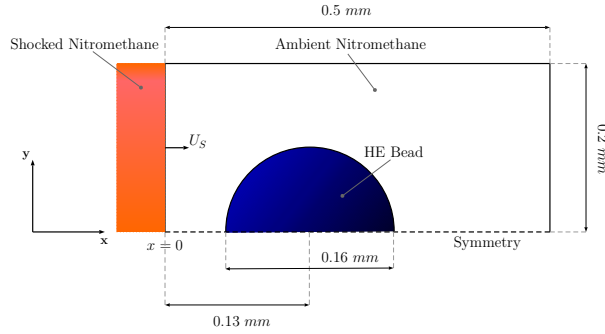 0.5 mm
Shocked Nitromethane
Ambient Nitromethane
U_S
HE Bead
0.2 mm
y
x
x = 0
Symmetry
0.16 mm
0.13 mm